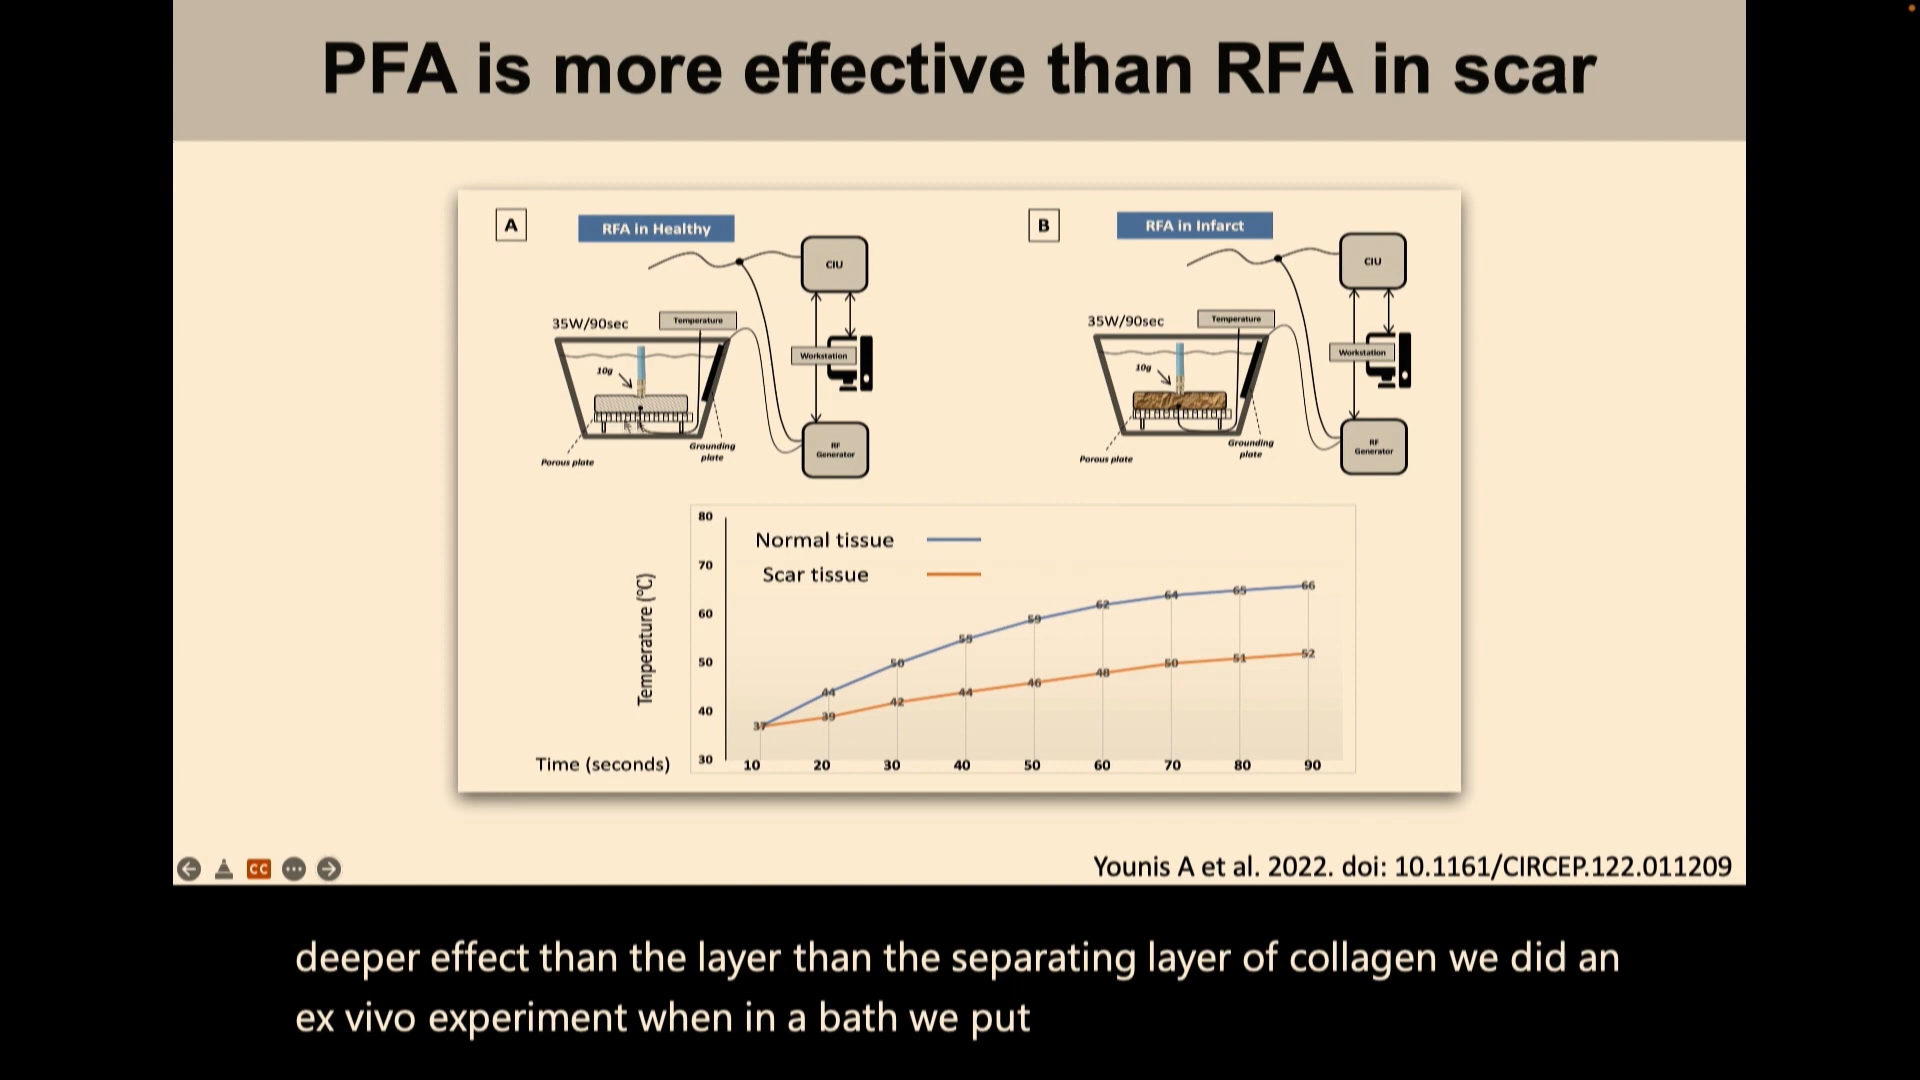 PFA is more effective than RFA in scar
A
RFA in Healthy
CIU
35W/90sec
Temperature
Workstation
10g
Grounding
plate
Porous plate
RF
Generator
B
RFA in Infarct
CIU
35W/90sec
Temperature
Workstation
10g
Grounding
plate
Porous plate
RF
Generator
Temperature (°C)
80
70
60
50
40
30
Normal tissue
Scar tissue
37 44 50 55 59 62 64 65 66
39 42 44 46 48 50 51 52
Time (seconds)
10 20 30 40 50 60 70 80 90
CC
Younis A et al. 2022. doi: 10.1161/CIRCEP.122.011209
deeper effect than the layer than the separating layer of collagen we did an
ex vivo experiment when in a bath we put